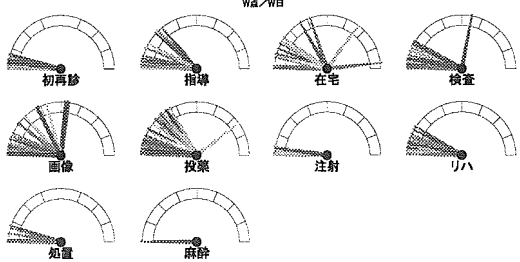 初再診 指導 在宅 検査
画像 投薬 注射 リハ
処置 麻酔